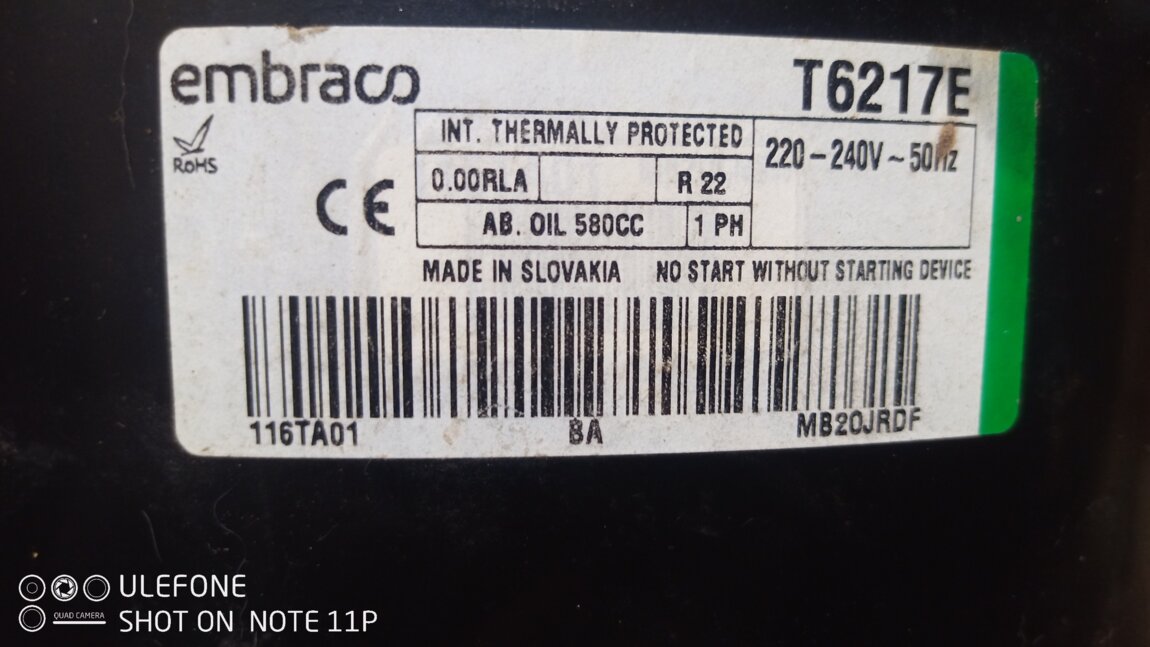 embraco
T6217E
RoHS
CE
INT. THERMALLY PROTECTED
220-240V~50Hz
0.00RLA
R 22
AB. OIL 580CC
1 PH
MADE IN SLOVAKIA NO START WITHOUT STARTING DEVICE
116TA01 BA MB20JRDF
ULEFONE
QUAD CAMERA
SHOT ON NOTE 11P